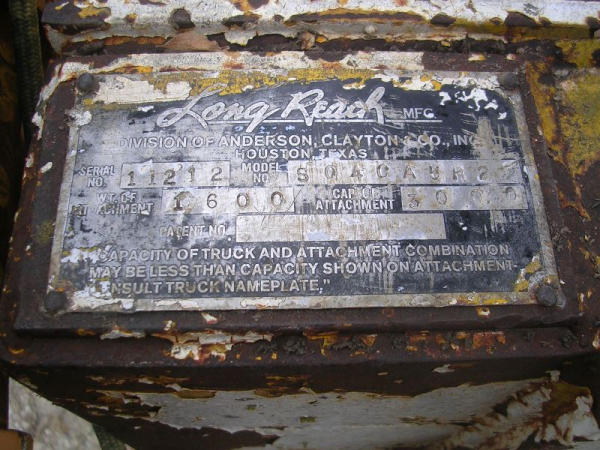 Long Reach MFG.
DIVISION OF ANDERSON, CLAYTON & CO., INC.
HOUSTON, TEXAS
SERIAL NO. 11212 MODEL NO.
WT. OF ATTACHMENT 1600 CAP. OF ATTACHMENT 3000
PATENT NO.
CAPACITY OF TRUCK AND ATTACHMENT COMBINATION
MAY BE LESS THAN CAPACITY SHOWN ON ATTACHMENT-
NSULT TRUCK NAMEPLATE,"